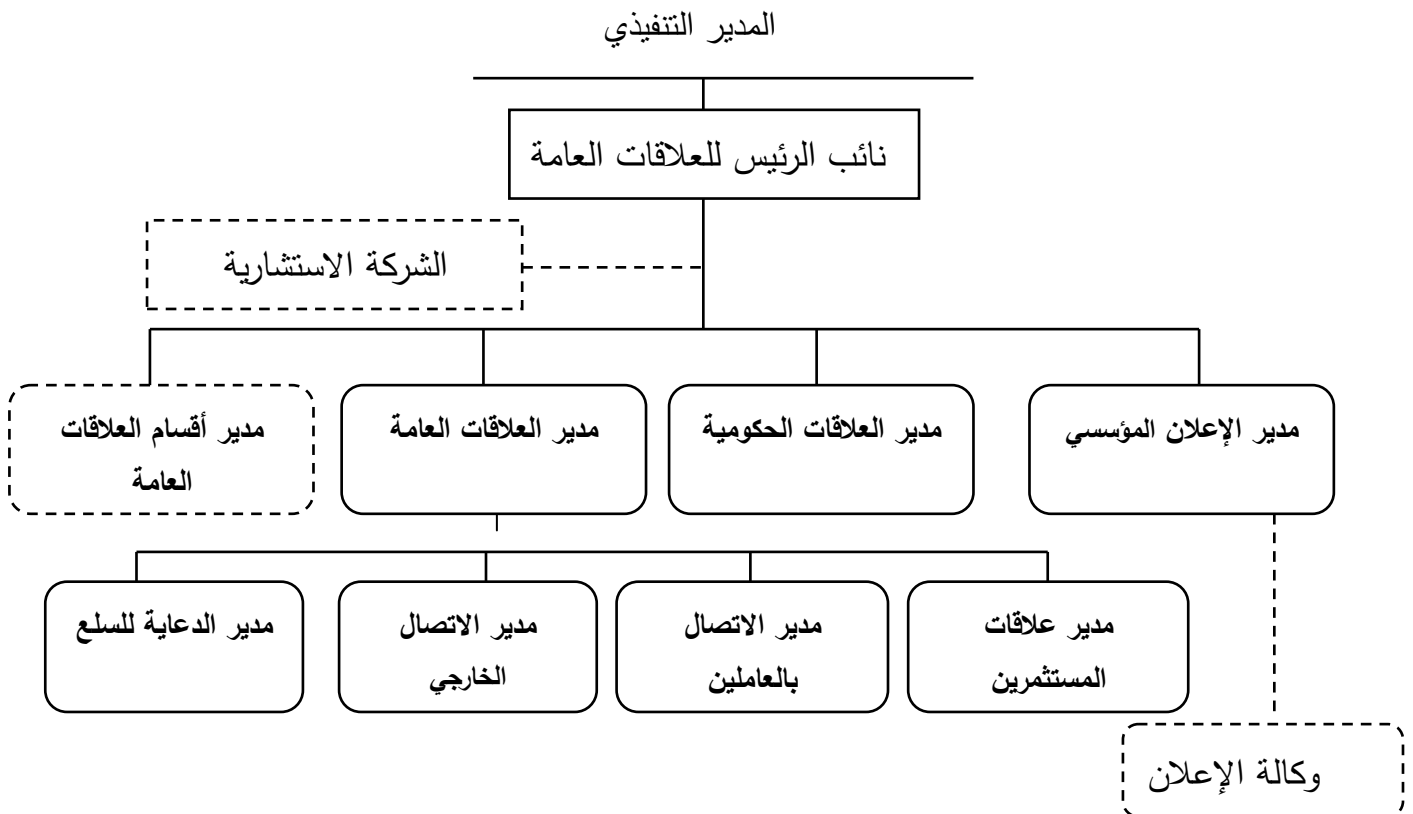 المدير التنفيذي
نائب الرئيس للعلاقات العامة
الشركة الاستشارية
مدير الإعلان المؤسسي
مدير العلاقات الحكومية
مدير العلاقات العامة
مدير أقسام العلاقات
العامة
مدير علاقات
المستثمرين
مدير الاتصال
بالعاملين
مدير الاتصال
الخارجي
مدير الدعاية للسلع
وكالة الإعلان